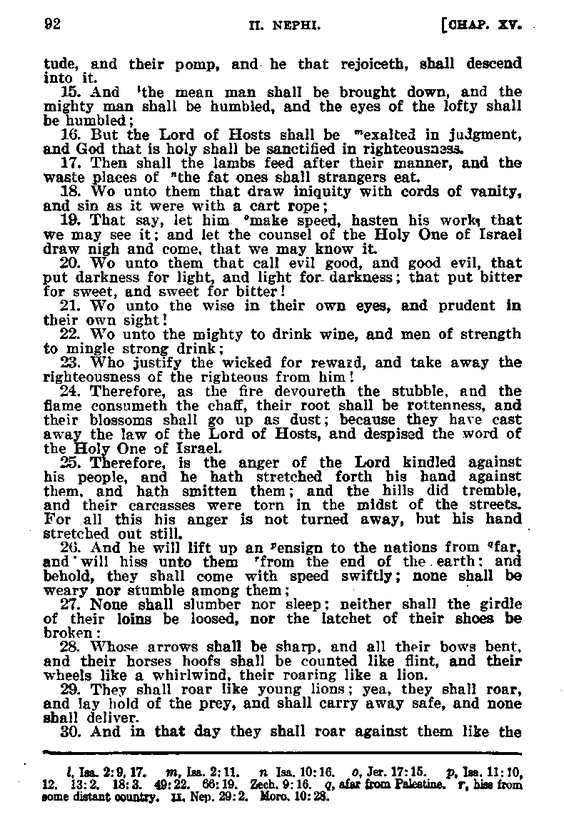 92 II. NEPHI. [CHAP. XV.
tude, and their pomp, and he that rejoiceth, shall descend
into it.
15. And ˡthe mean man shall be brought down, and the
mighty man shall be humbled, and the eyes of the lofty shall
be humbled;
16. But the Lord of Hosts shall be ᵐexalted in judgment,
and God that is holy shall be sanctified in righteousness.
17. Then shall the lambs feed after their manner, and the
waste places of ⁿthe fat ones shall strangers eat.
18. Wo unto them that draw iniquity with cords of vanity,
and sin as it were with a cart rope;
19. That say, let him ᵒmake speed, hasten his work, that
we may see it; and let the counsel of the Holy One of Israel
draw nigh and come, that we may know it.
20. Wo unto them that call evil good, and good evil, that
put darkness for light, and light for darkness; that put bitter
for sweet, and sweet for bitter!
21. Wo unto the wise in their own eyes, and prudent in
their own sight!
22. Wo unto the mighty to drink wine, and men of strength
to mingle strong drink;
23. Who justify the wicked for reward, and take away the
righteousness of the righteous from him!
24. Therefore, as the fire devoureth the stubble, and the
flame consumeth the chaff, their root shall be rottenness, and
their blossoms shall go up as dust; because they have cast
away the law of the Lord of Hosts, and despised the word of
the Holy One of Israel.
25. Therefore, is the anger of the Lord kindled against
his people, and he hath stretched forth his hand against
them, and hath smitten them; and the hills did tremble,
and their carcasses were torn in the midst of the streets.
For all this his anger is not turned away, but his hand
stretched out still.
26. And he will lift up an ᵖensign to the nations from ᑫfar,
and will hiss unto them ʳfrom the end of the earth: and
behold, they shall come with speed swiftly; none shall be
weary nor stumble among them;
27. None shall slumber nor sleep; neither shall the girdle
of their loins be loosed, nor the latchet of their shoes be
broken:
28. Whose arrows shall be sharp, and all their bows bent,
and their horses hoofs shall be counted like flint, and their
wheels like a whirlwind, their roaring like a lion.
29. They shall roar like young lions; yea, they shall roar,
and lay hold of the prey, and shall carry away safe, and none
shall deliver.
30. And in that day they shall roar against them like the
l, Isa. 2:9, 17. m, Isa. 2:11. n Isa. 10:16. o, Jer. 17:15. p, Isa. 11:10,
12. 13:2. 18:3. 49:22. 66:19. Zech. 9:16. q, afar from Palestine. r, hiss from
some distant country. II. Nep. 29:2. Moro. 10:28.